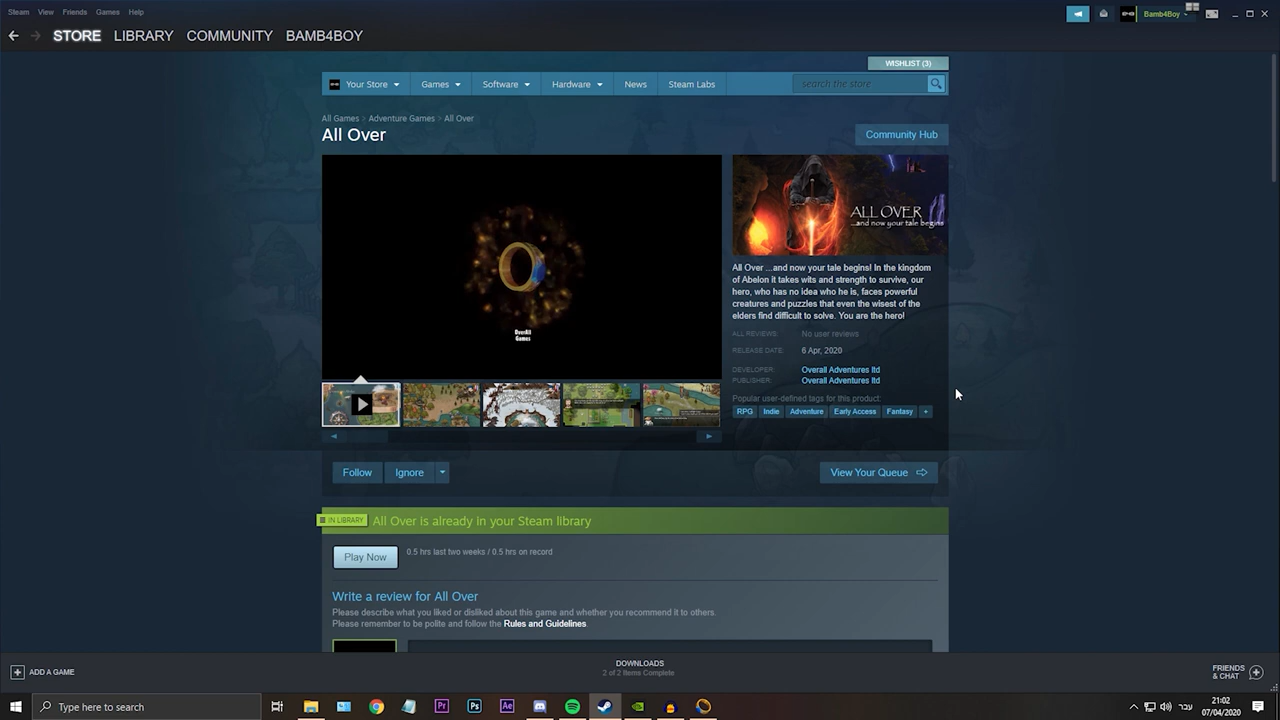 Steam View Friends Games Help
Bamb4Boy
STORE LIBRARY COMMUNITY BAMB4BOY
WISHLIST (3)
Your Store Games Software Hardware News Steam Labs search the store
All Games > Adventure Games > All Over
All Over
Community Hub
ALL OVER
...and now your tale begins
OverAll
Games
All Over ...and now your tale begins! In the kingdom
of Abelon it takes wits and strength to survive, our
hero, who has no idea who he is, faces powerful
creatures and puzzles that even the wisest of the
elders find difficult to solve. You are the hero!
ALL REVIEWS: No user reviews
RELEASE DATE: 6 Apr, 2020
DEVELOPER: Overall Adventures ltd
PUBLISHER: Overall Adventures ltd
Popular user-defined tags for this product:
RPG Indie Adventure Early Access Fantasy +
Follow Ignore View Your Queue
IN LIBRARY All Over is already in your Steam library
Play Now 0.5 hrs last two weeks / 0.5 hrs on record
Write a review for All Over
Please describe what you liked or disliked about this game and whether you recommend it to others.
Please remember to be polite and follow the Rules and Guidelines.
ADD A GAME
DOWNLOADS
2 of 2 Items Complete
FRIENDS
& CHAT
Type here to search
Pr Ps Ae
עבר
21:02
07/04/2020